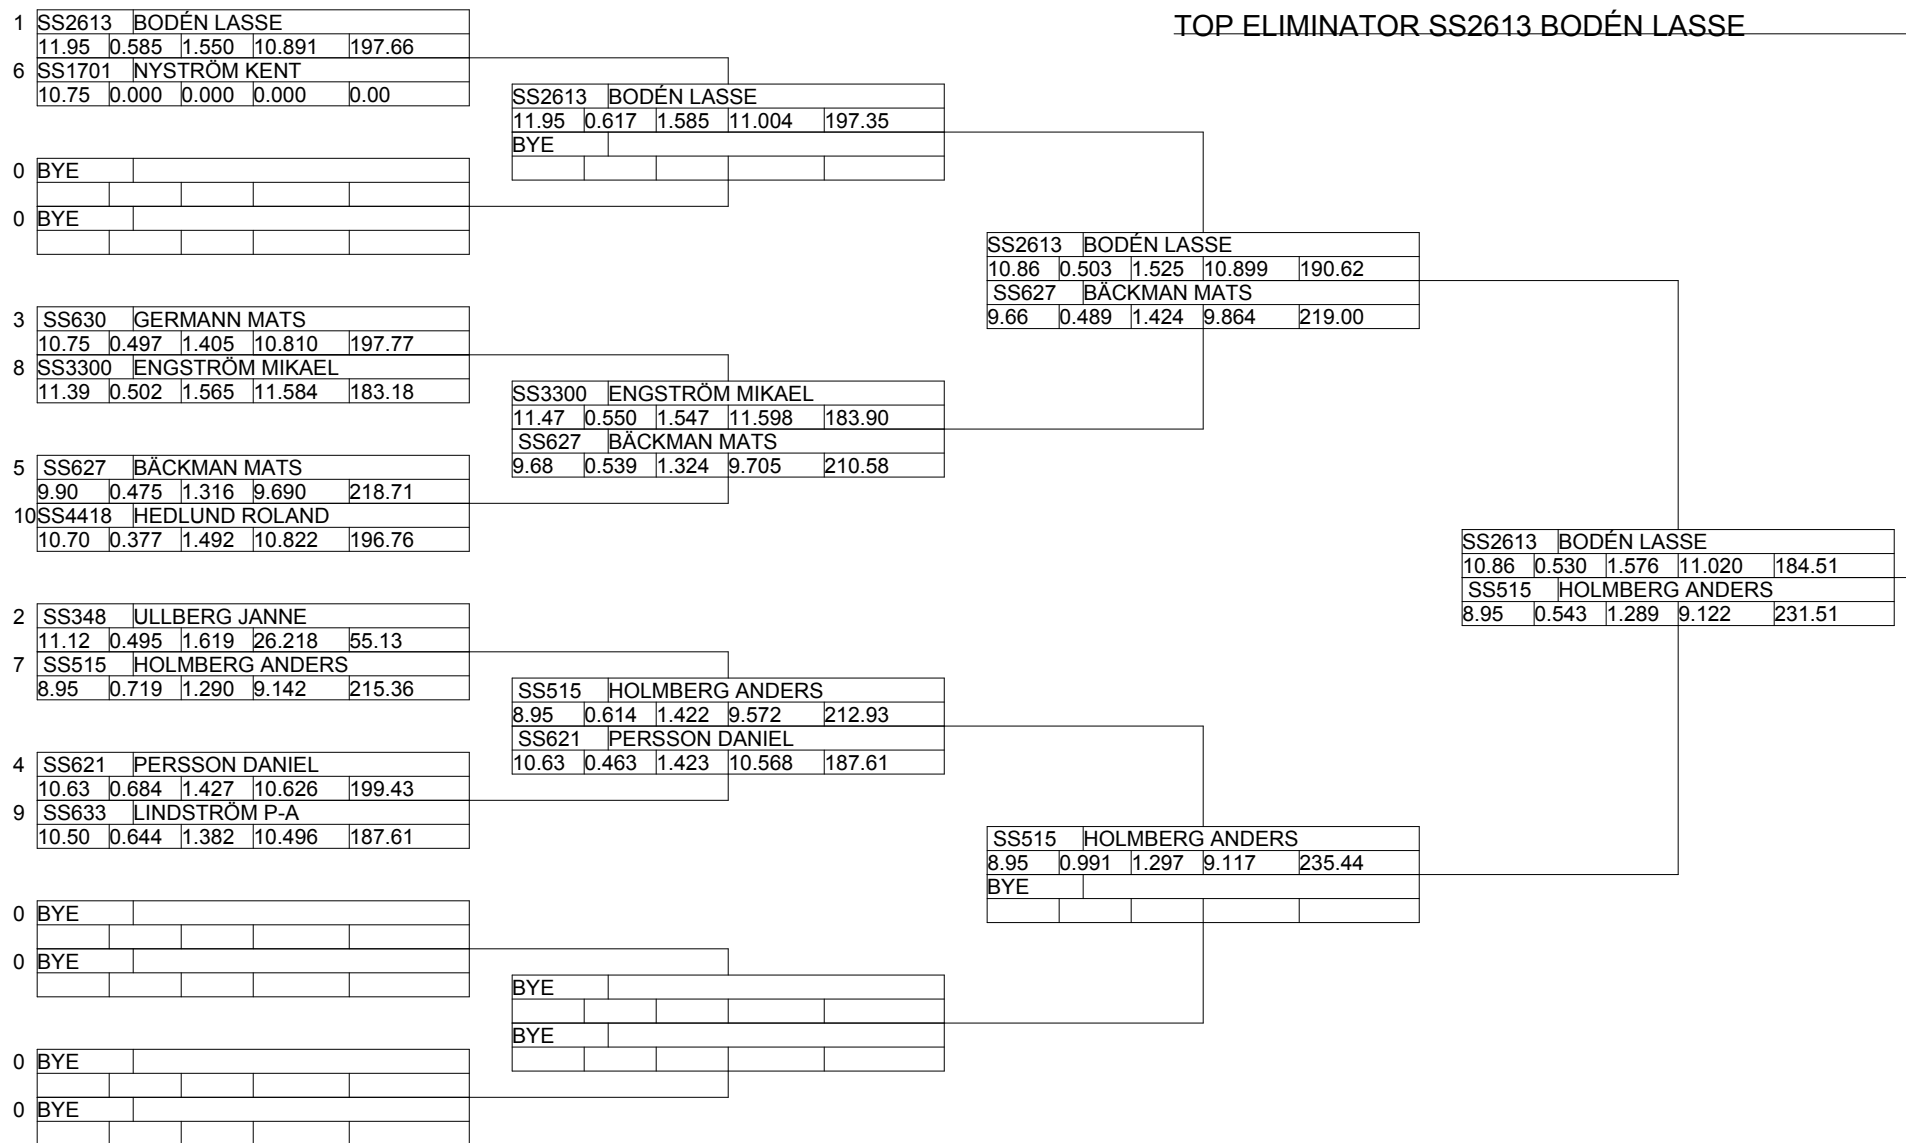 TOP ELIMINATOR SS2613 BODÉN LASSE
1 SS2613 BODÉN LASSE
11.95 0.585 1.550 10.891 197.66
6 SS1701 NYSTRÖM KENT
10.75 0.000 0.000 0.000 0.00
0 BYE
0 BYE
3 SS630 GERMANN MATS
10.75 0.497 1.405 10.810 197.77
8 SS3300 ENGSTRÖM MIKAEL
11.39 0.502 1.565 11.584 183.18
5 SS627 BÄCKMAN MATS
9.90 0.475 1.316 9.690 218.71
10 SS4418 HEDLUND ROLAND
10.70 0.377 1.492 10.822 196.76
2 SS348 ULLBERG JANNE
11.12 0.495 1.619 26.218 55.13
7 SS515 HOLMBERG ANDERS
8.95 0.719 1.290 9.142 215.36
4 SS621 PERSSON DANIEL
10.63 0.684 1.427 10.626 199.43
9 SS633 LINDSTRÖM P-A
10.50 0.644 1.382 10.496 187.61
0 BYE
0 BYE
0 BYE
0 BYE
SS2613 BODÉN LASSE
11.95 0.617 1.585 11.004 197.35
BYE
SS3300 ENGSTRÖM MIKAEL
11.47 0.550 1.547 11.598 183.90
SS627 BÄCKMAN MATS
9.68 0.539 1.324 9.705 210.58
SS515 HOLMBERG ANDERS
8.95 0.614 1.422 9.572 212.93
SS621 PERSSON DANIEL
10.63 0.463 1.423 10.568 187.61
BYE
BYE
SS2613 BODÉN LASSE
10.86 0.503 1.525 10.899 190.62
SS627 BÄCKMAN MATS
9.66 0.489 1.424 9.864 219.00
SS515 HOLMBERG ANDERS
8.95 0.991 1.297 9.117 235.44
BYE
SS2613 BODÉN LASSE
10.86 0.530 1.576 11.020 184.51
SS515 HOLMBERG ANDERS
8.95 0.543 1.289 9.122 231.51